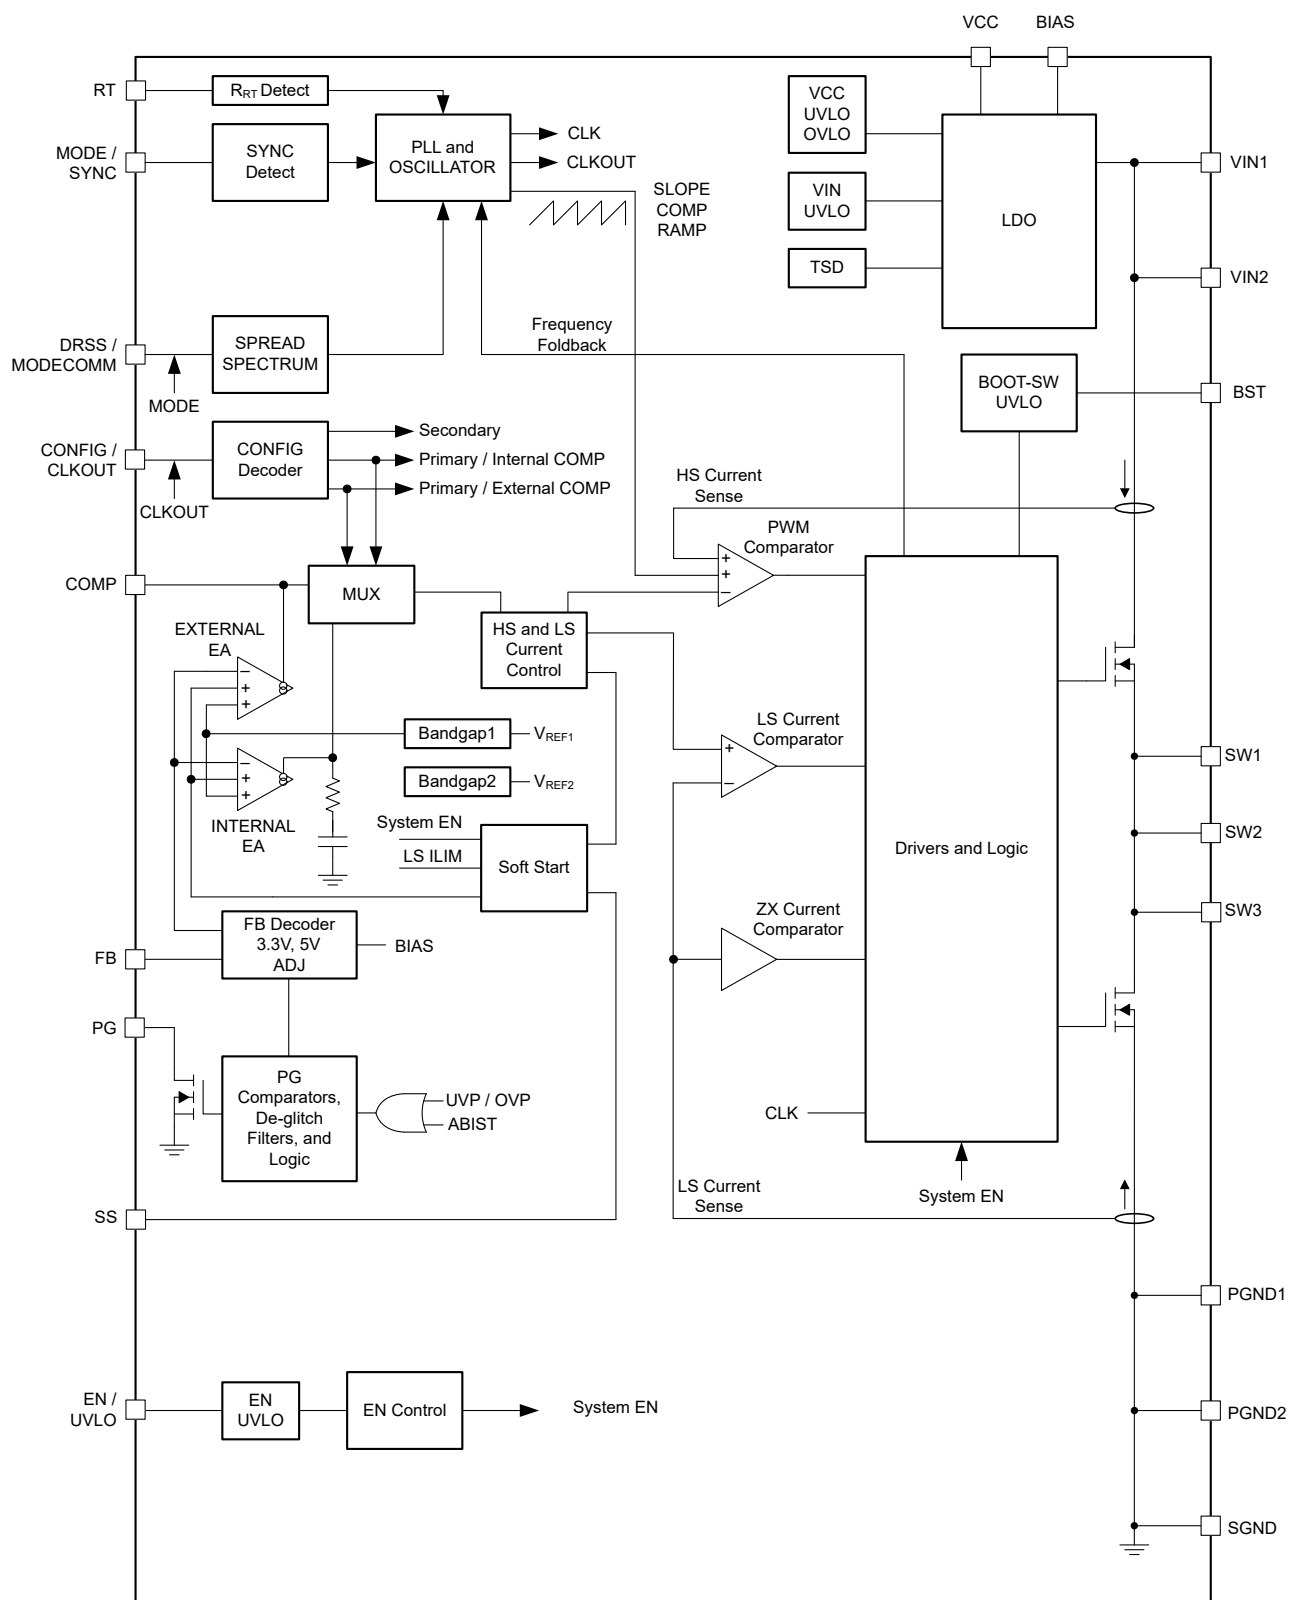 VCC
BIAS
RT
RRT Detect
VCC
UVLO
OVLO
MODE /
SYNC
SYNC
Detect
PLL and
OSCILLATOR
CLK
CLKOUT
VIN1
SLOPE
COMP
RAMP
VIN
UVLO
LDO
TSD
VIN2
DRSS /
MODECOMM
SPREAD
SPECTRUM
Frequency
Foldback
MODE
BOOT-SW
UVLO
BST
CONFIG /
CLKOUT
CONFIG
Decoder
Secondary
Primary / Internal COMP
Primary / External COMP
CLKOUT
HS Current
Sense
PWM
Comparator
+
+
−
COMP
MUX
HS and LS
Current
Control
EXTERNAL
EA
−
+
+
Bandgap1
VREF1
LS Current
Comparator
+
−
SW1
−
+
+
Bandgap2
VREF2
INTERNAL
EA
System EN
LS ILIM
Soft Start
SW2
Drivers and Logic
FB Decoder
3.3V, 5V
ADJ
BIAS
ZX Current
Comparator
SW3
FB
PG
PG
Comparators,
De-glitch
Filters, and
Logic
UVP / OVP
ABIST
CLK
System EN
LS Current
Sense
SS
PGND1
EN /
UVLO
EN
UVLO
EN Control
System EN
PGND2
SGND